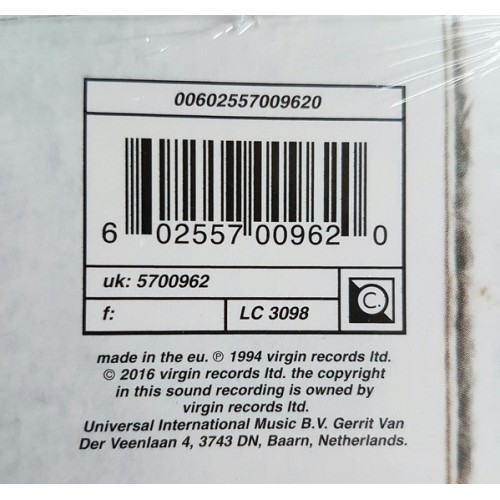 00602557009620
6 02557 00962 0
uk: 5700962
f:
LC 3098
C.
made in the eu. ℗ 1994 virgin records ltd.
© 2016 virgin records ltd. the copyright
in this sound recording is owned by
virgin records ltd.
Universal International Music B.V. Gerrit Van
Der Veenlaan 4, 3743 DN, Baarn, Netherlands.